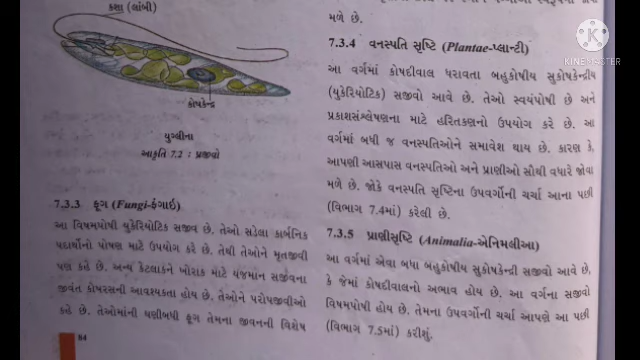 કશા (લાંબી)
કોષકેન્દ્ર
યુગ્લીના
આકૃતિ 7.2 : પ્રજીવો
7.3.3 ફૂગ (Fungi-ફંગાઇ)
આ વિષમપોષી યુકેરિયોટિક સજીવ છે. તેઓ સડેલા કાર્બનિક
પદાર્થોનો પોષણ માટે ઉપયોગ કરે છે. તેથી તેઓને મૃતજીવી
પણ કહે છે. અન્ય કેટલાકને ખોરાક માટે યજમાન સજીવના
જીવંત કોષરસની આવશ્યકતા હોય છે. તેઓને પરોપજીવીઓ
કહે છે. તેઓમાંની ઘણીબધી ફૂગ તેમના જીવનની વિશેષ
84
મળે છે.
7.3.4 વનસ્પતિ સૃષ્ટિ (Plantae-પ્લાન્ટી)
આ વર્ગમાં કોષદીવાલ ધરાવતા બહુકોષીય સુકોષકેન્દ્રીય
(યુકેરિયોટિક) સજીવો આવે છે. તેઓ સ્વયંપોષી છે અને
પ્રકાશસંશ્લેષણના માટે હરિતકણનો ઉપયોગ કરે છે. આ
વર્ગમાં બધી જ વનસ્પતિઓને સમાવેશ થાય છે. કારણ કે,
આપણી આસપાસ વનસ્પતિઓ અને પ્રાણીઓ સૌથી વધારે જોવા
મળે છે. જોકે વનસ્પતિ સૃષ્ટિના ઉપવર્ગોની ચર્ચા આના પછી
(વિભાગ 7.4માં) કરેલી છે.
7.3.5 પ્રાણીસૃષ્ટિ (Animalia-એનિમલીઆ)
આ વર્ગમાં એવા બધા બહુકોષીય સુકોષકેન્દ્રી સજીવો આવે છે,
કે જેમાં કોષદીવાલનો અભાવ હોય છે. આ વર્ગના સજીવો
વિષમપોષી હોય છે, તેમના ઉપવર્ગોની ચર્ચા આપણે આ પછી
(વિભાગ 7.5માં) કરીશું.
KINEMASTER